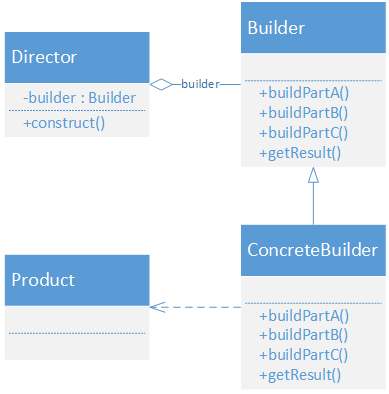 Director
-builder : Builder
+construct()
builder
Builder
+buildPartA()
+buildPartB()
+buildPartC()
+getResult()
Product
ConcreteBuilder
+buildPartA()
+buildPartB()
+buildPartC()
+getResult()